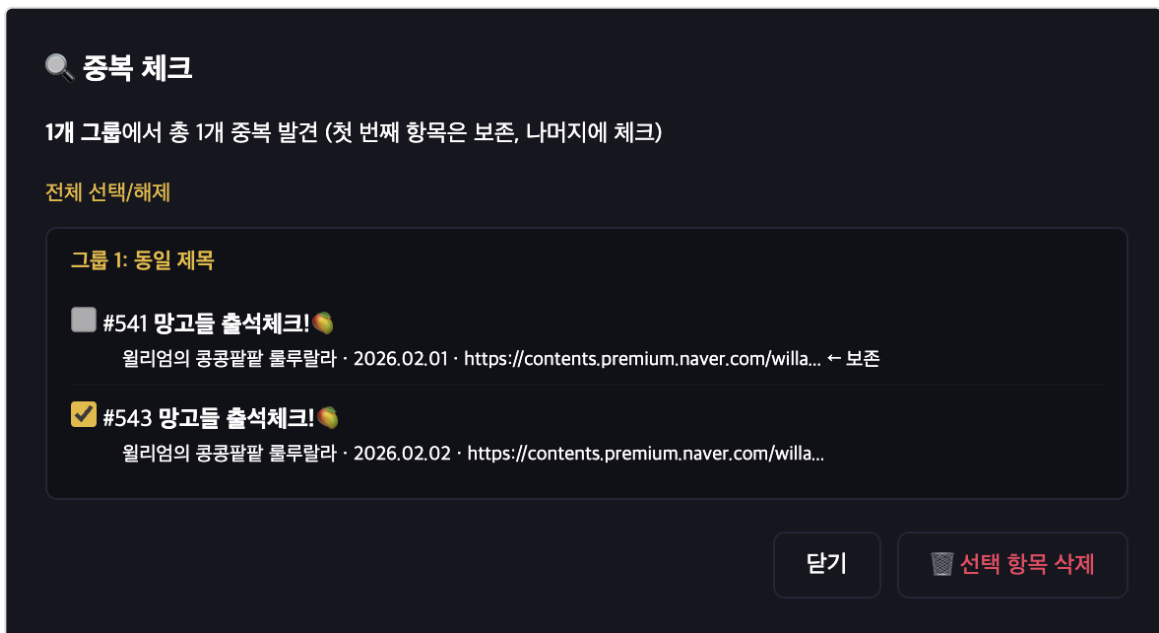 🔍 중복 체크
1개 그룹에서 총 1개 중복 발견 (첫 번째 항목은 보존, 나머지에 체크)
전체 선택/해제
그룹 1: 동일 제목
#541 망고들 출석체크!🥭
윌리엄의 콩콩팥팥 룰루랄라 · 2026.02.01 · https://contents.premium.naver.com/willa... ← 보존
#543 망고들 출석체크!🥭
윌리엄의 콩콩팥팥 룰루랄라 · 2026.02.02 · https://contents.premium.naver.com/willa...
닫기
🗑️ 선택 항목 삭제